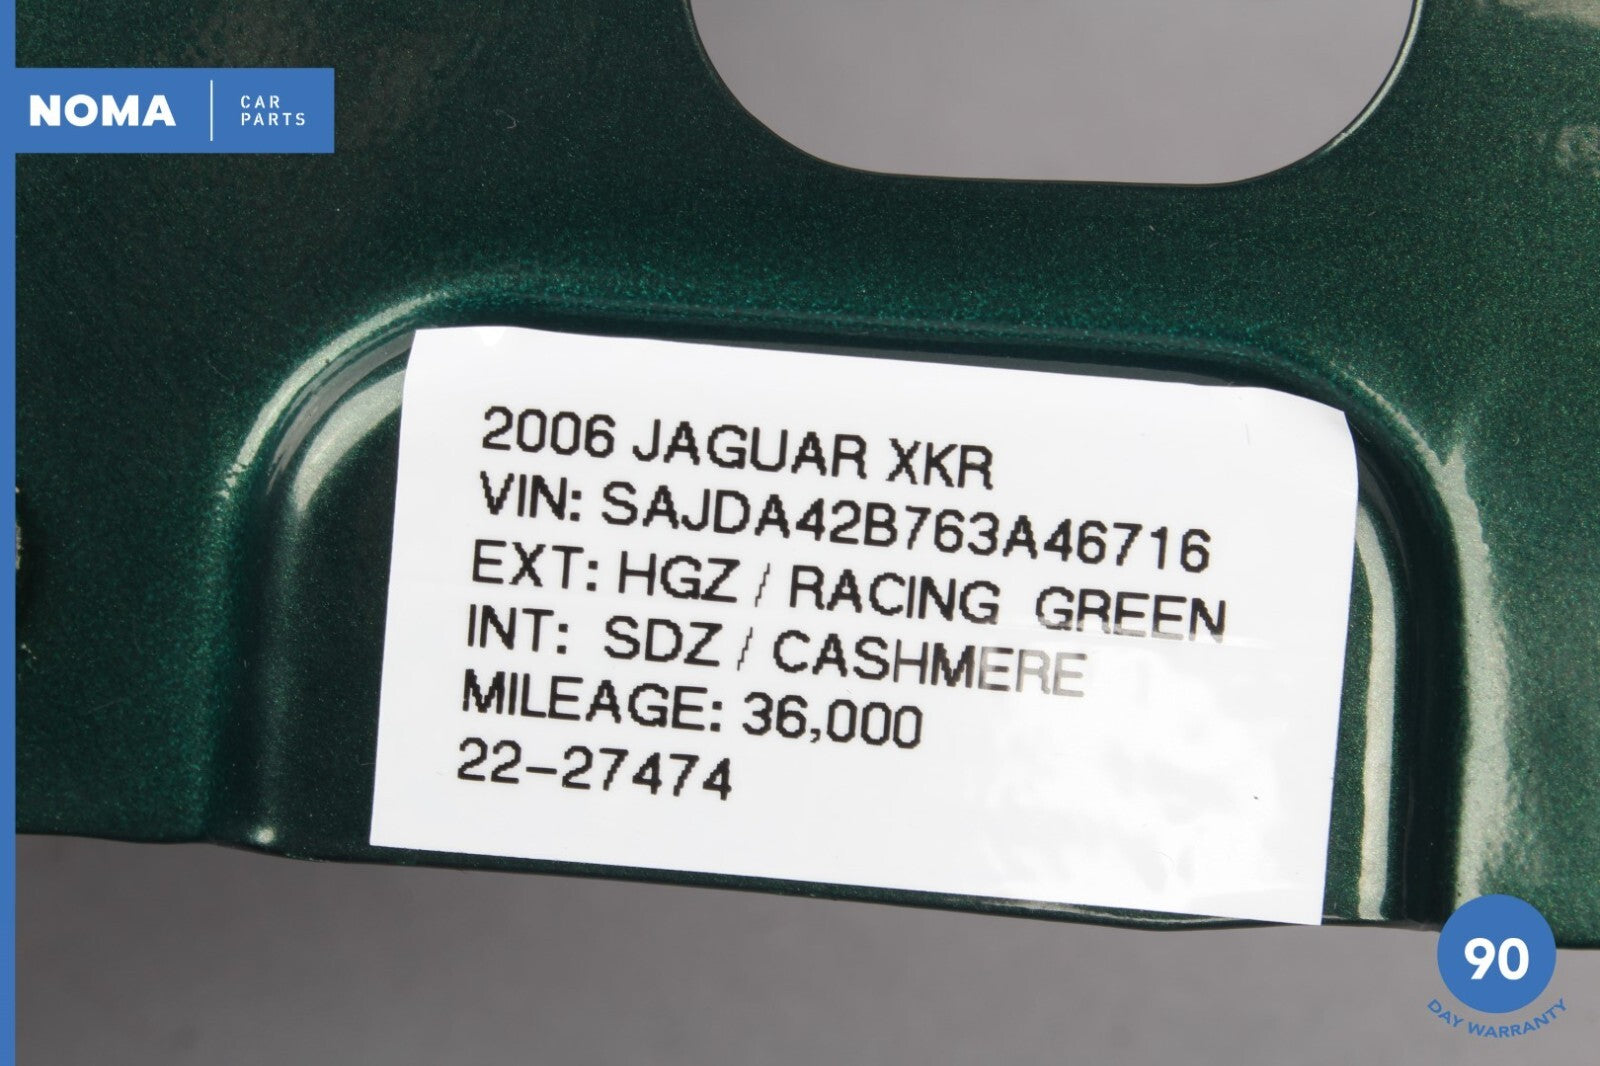 NOMA
CAR
PARTS
2006 JAGUAR XKR
VIN: SAJDA42B763A46716
EXT: HGZ / RACING GREEN
INT: SDZ / CASHMERE
MILEAGE: 36,000
22-27474
90
DAY WARRANTY